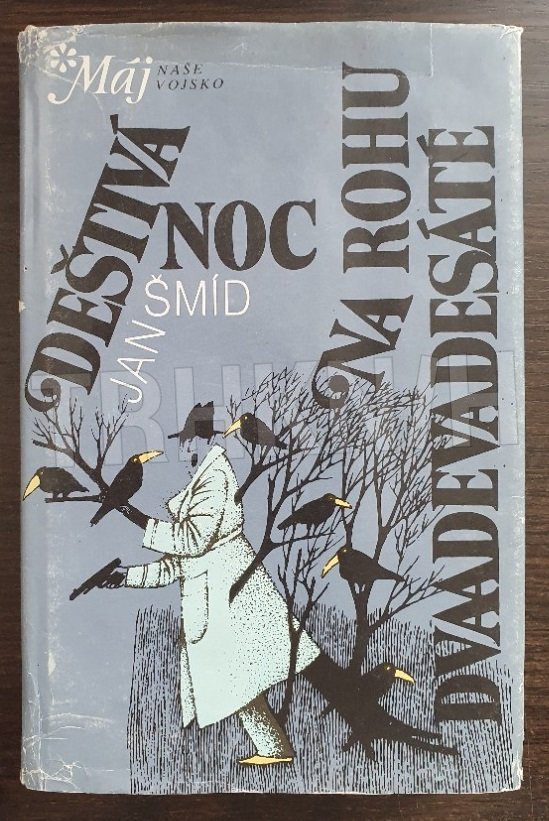 Máj NAŠE
VOJSKO
DEŠTIVÁ
NOC
NA ROHU
DVAADEVADESÁTÉ
JAN
ŠMÍD